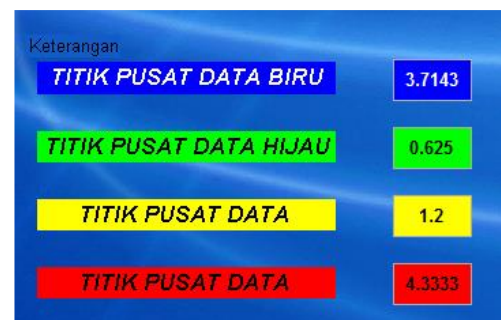 Keterangan
TITIK PUSAT DATA BIRU 3.7143
TITIK PUSAT DATA HIJAU 0.625
TITIK PUSAT DATA 1.2
TITIK PUSAT DATA 4.3333